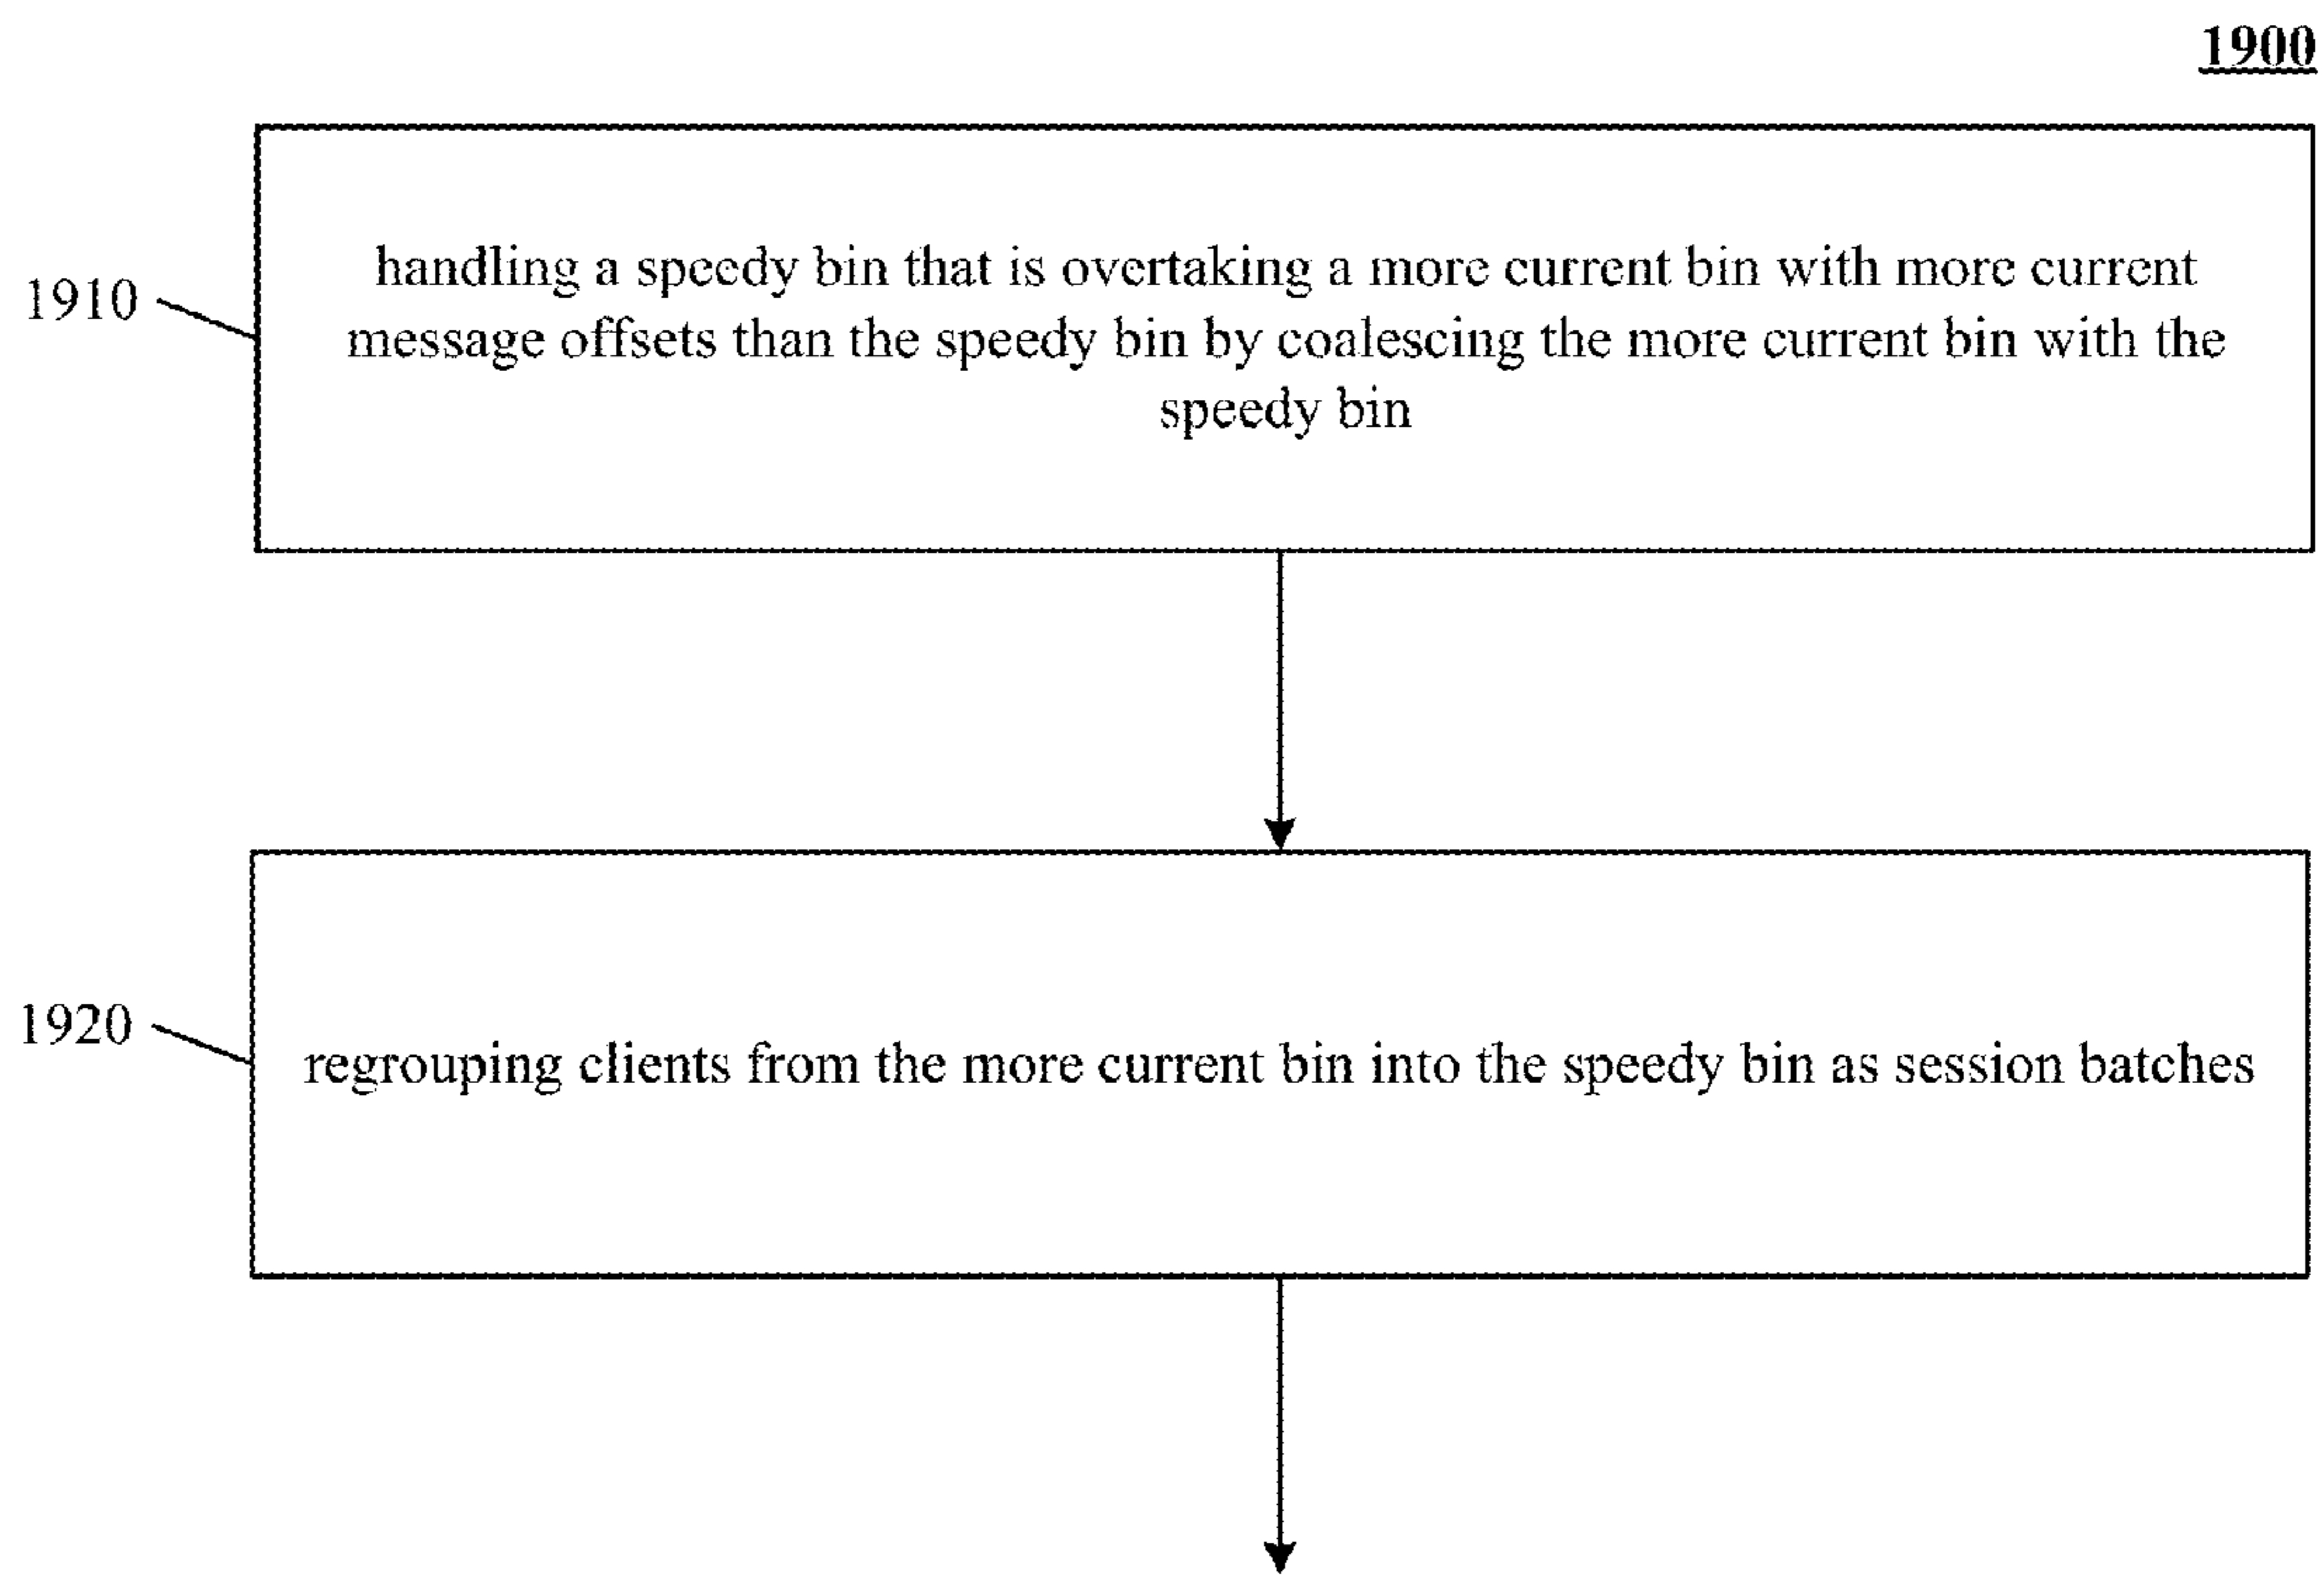 1900
handling a speedy bin that is overtaking a more current bin with more current
1910
message offsets than the speedy bin by coalescing the more current bin with the
speedy bin
1920
regrouping clients from the more current bin into the speedy bin as session batches